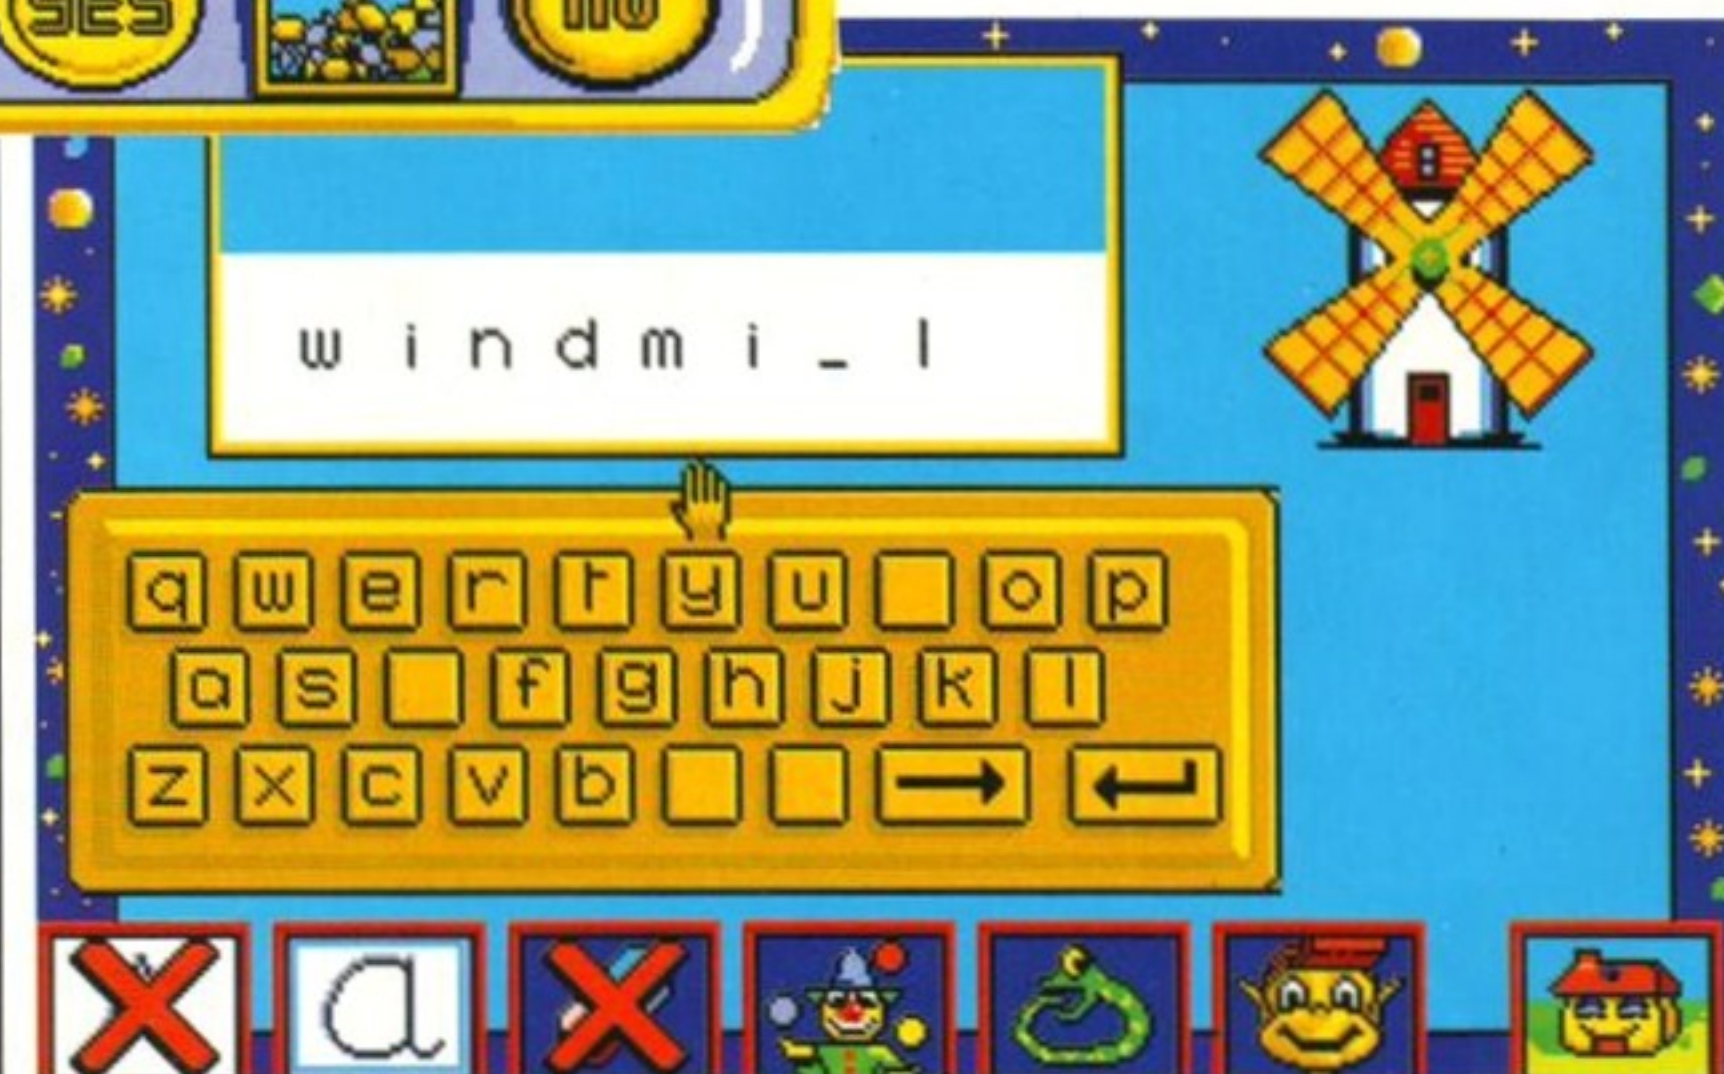 yes no
w i n d m i _ l
q w e r t y u o p
a s f g h j k l
z x c v b → ↵
a